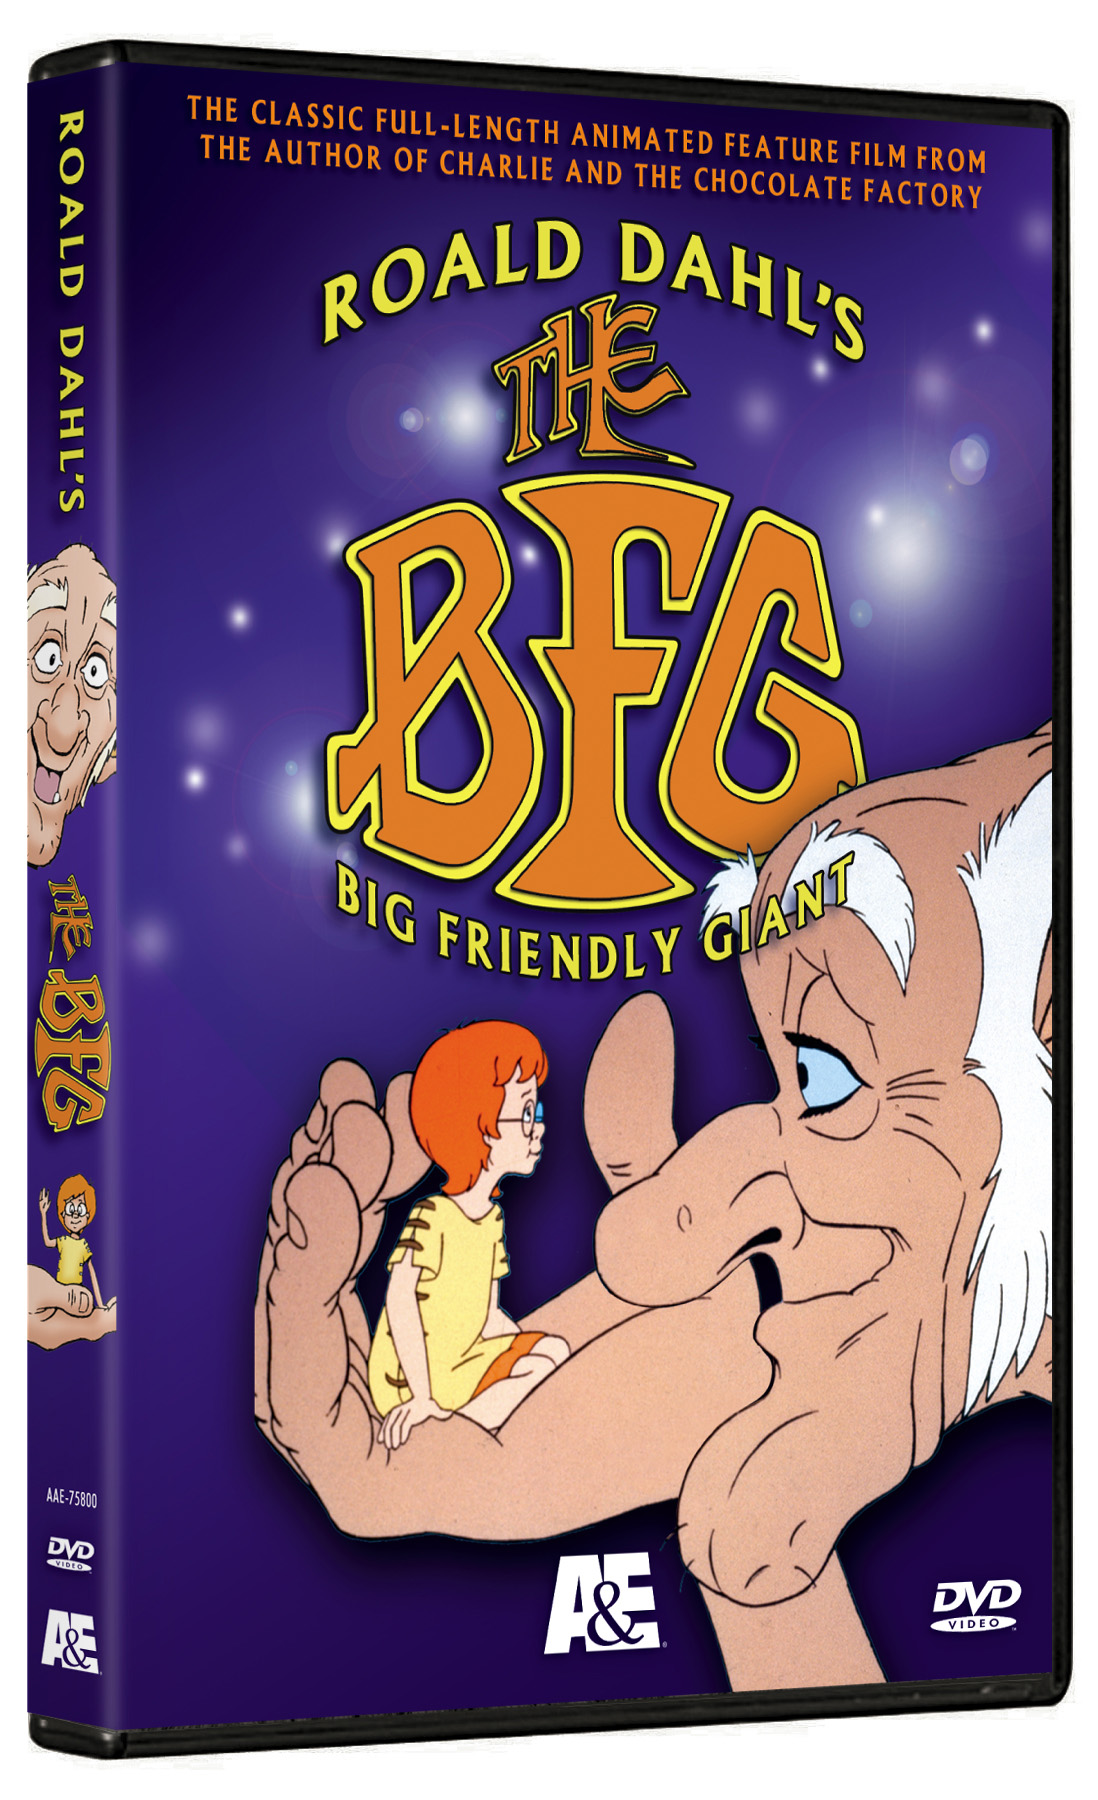 THE CLASSIC FULL-LENGTH ANIMATED FEATURE FILM FROM
THE AUTHOR OF CHARLIE AND THE CHOCOLATE FACTORY
ROALD DAHL'S
THE
BFG
BIG FRIENDLY GIANT
A&E
DVD
VIDEO
ROALD DAHL'S
THE
BFG
AAE-75800
DVD
VIDEO
A&E